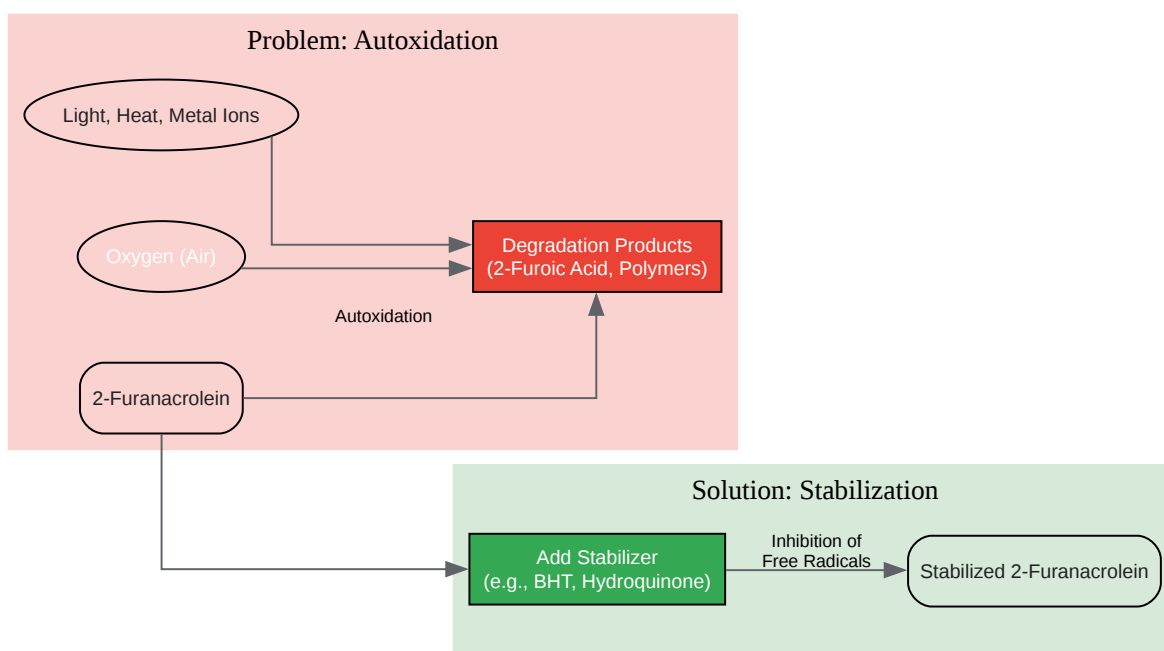 Problem: Autoxidation
Light, Heat, Metal Ions
Oxygen (Air)
Degradation Products
(2-Furoic Acid, Polymers)
Autoxidation
2-Furanacrolein
Solution: Stabilization
Add Stabilizer
(e.g., BHT, Hydroquinone)
Inhibition of
Free Radicals
Stabilized 2-Furanacrolein